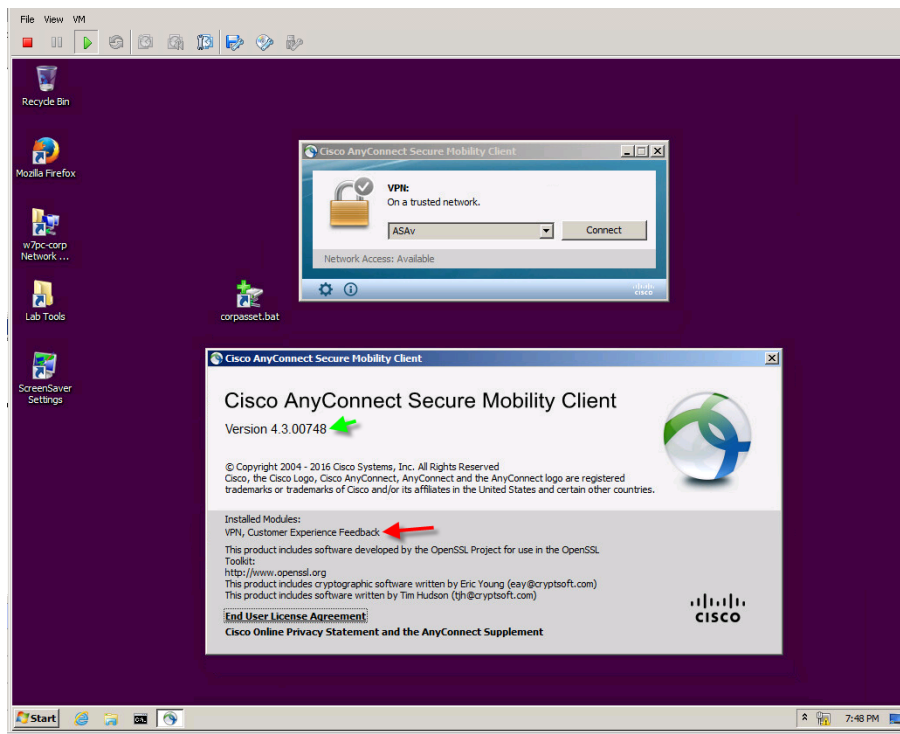 File View VM
Recycle Bin
Mozilla Firefox
w7pc-corp
Network ...
Lab Tools
corpasset.bat
ScreenSaver
Settings
Cisco AnyConnect Secure Mobility Client
VPN:
On a trusted network.
ASAv
Connect
Network Access: Available
cisco
Cisco AnyConnect Secure Mobility Client
Cisco AnyConnect Secure Mobility Client
Version 4.3.00748
© Copyright 2004 - 2016 Cisco Systems, Inc. All Rights Reserved
Cisco, the Cisco Logo, Cisco AnyConnect, AnyConnect and the AnyConnect logo are registered
trademarks or trademarks of Cisco and/or its affiliates in the United States and certain other countries.
Installed Modules:
VPN, Customer Experience Feedback
This product includes software developed by the OpenSSL Project for use in the OpenSSL
Toolkit:
http://www.openssl.org
This product includes cryptographic software written by Eric Young (eay@cryptsoft.com)
This product includes software written by Tim Hudson (tjh@cryptsoft.com)
End User License Agreement
Cisco Online Privacy Statement and the AnyConnect Supplement
CISCO
Start
7:48 PM